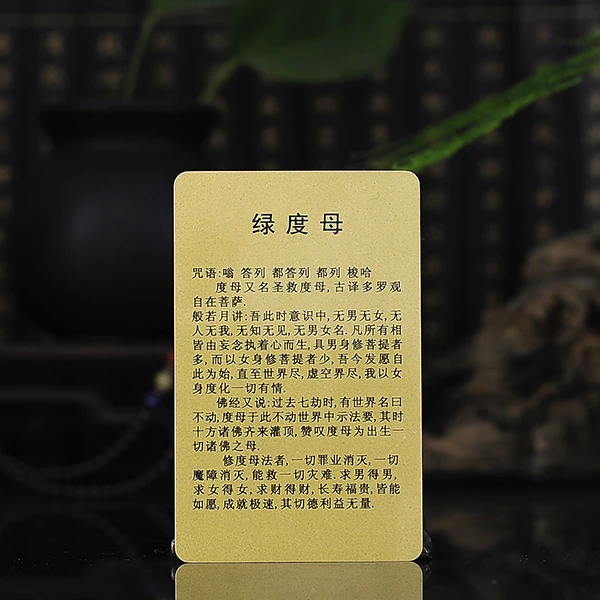 绿度母
咒语:嗡 答列 都答列 都列 梭哈
度母又名圣救度母,古译多罗观
自在菩萨.
般若月讲:吾此时意识中,无男无女,无
人无我,无知无见,无男女名.凡所有相
皆由妄念执着心而生,具男身修菩提者
多,而以女身修菩提者少,吾今发愿自
此为始,直至世界尽,虚空界尽,我以女
身度化一切有情.
佛经又说:过去七劫时,有世界名曰
不动,度母于此不动世界中示法要,其时
十方诸佛齐来灌顶,赞叹度母为出生一
切诸佛之母.
修度母法者,一切罪业消灭,一切
魔障消灭,能救一切灾难.求男得男,
求女得女,求财得财,长寿福贵,皆能
如愿,成就极速,其切德利益无量.